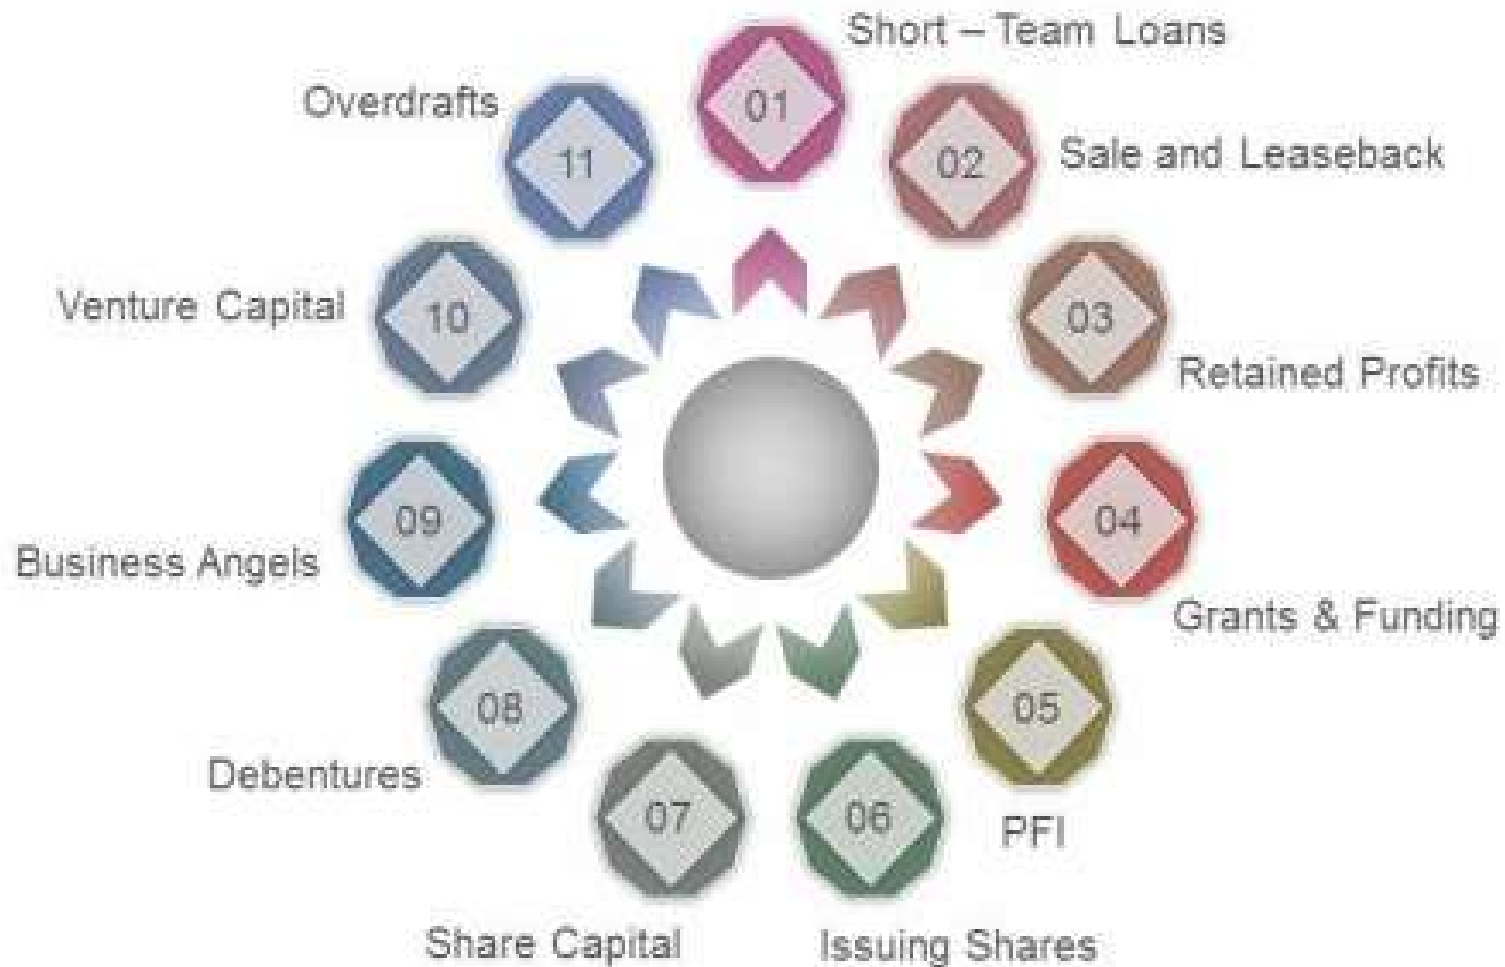 01
Short – Team Loans
02
Sale and Leaseback
03
Retained Profits
04
Grants & Funding
05
PFI
06
Issuing Shares
07
Share Capital
08
Debentures
09
Business Angels
10
Venture Capital
11
Overdrafts